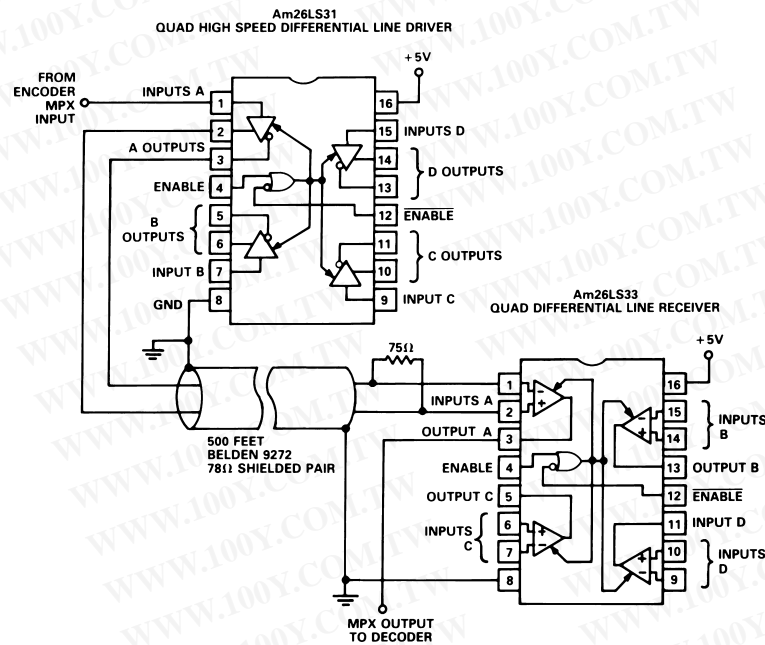 Am26LS31
QUAD HIGH SPEED DIFFERENTIAL LINE DRIVER
+5V
FROM
ENCODER
MPX
INPUT
INPUTS A
1
2
A OUTPUTS
3
ENABLE
4
B
OUTPUTS
5
6
INPUT B
7
GND
8
16
15
INPUTS D
14
D OUTPUTS
13
12
ENABLE
11
C OUTPUTS
10
9
INPUT C
Am26LS33
QUAD DIFFERENTIAL LINE RECEIVER
+5V
75Ω
500 FEET
BELDEN 9272
78Ω SHIELDED PAIR
1
INPUTS A
2
OUTPUT A
3
ENABLE
4
OUTPUT C
5
INPUTS
C
6
7
8
16
15
INPUTS
B
14
13
OUTPUT B
12
ENABLE
11
INPUT D
10
INPUTS
D
9
MPX OUTPUT
TO DECODER
WWW.100Y.COM.TW